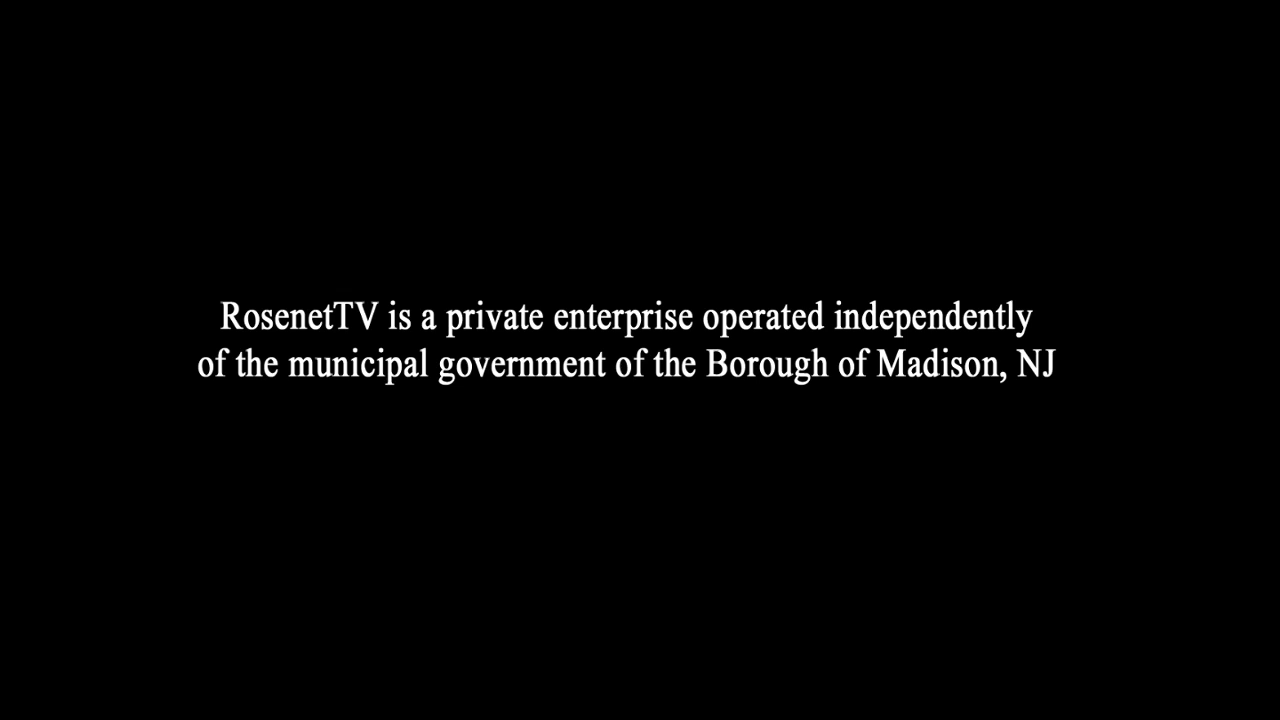 RosenetTV is a private enterprise operated independently
of the municipal government of the Borough of Madison, NJ